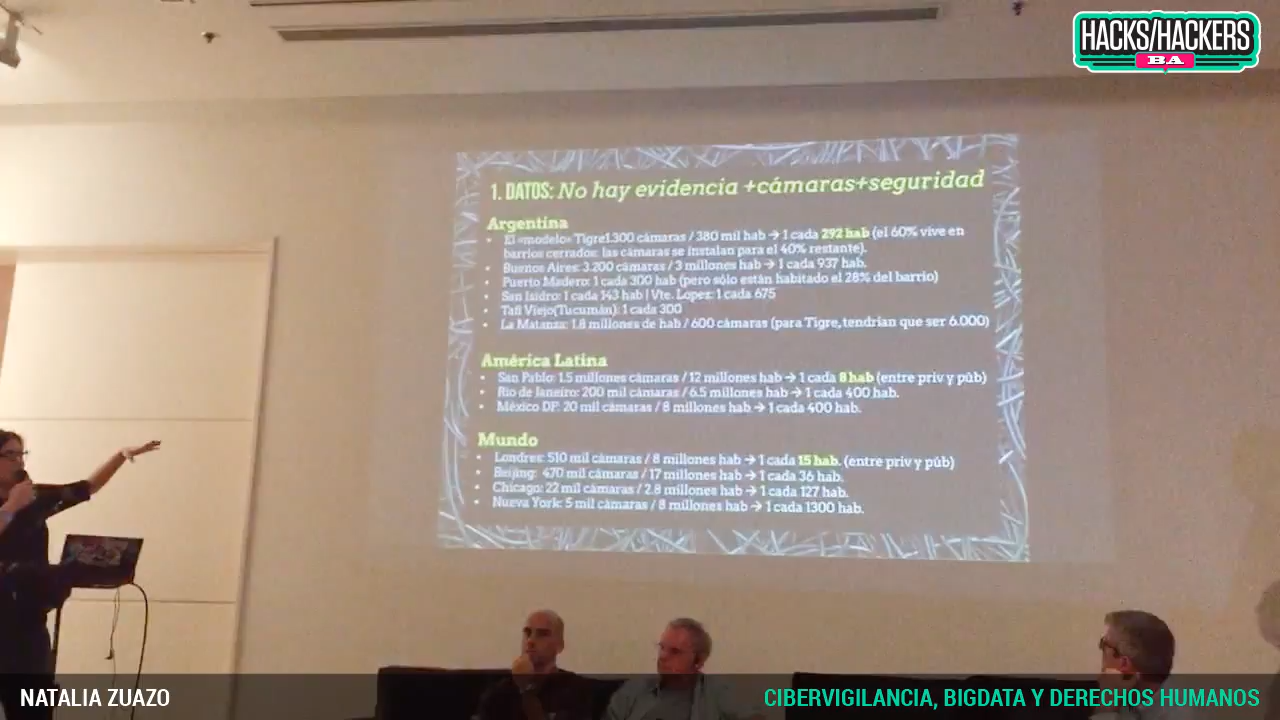 HACKS/HACKERS
BA
1. DATOS: No hay evidencia +cámaras+seguridad
Argentina
• El «modelo» Tigre1.300 cámaras / 380 mil hab → 1 cada 292 hab (el 60% vive en
barrios cerrados: las cámaras se instalan para el 40% restante).
• Buenos Aires: 3.200 cámaras / 3 millones hab → 1 cada 937 hab.
• Puerto Madero: 1 cada 300 hab (pero sólo están habitado el 28% del barrio)
• San Isidro: 1 cada 143 hab | Vte. Lopez: 1 cada 675
• Tafí Viejo(Tucumán): 1 cada 300
• La Matanza: 1.8 millones de hab / 600 cámaras (para Tigre, tendrían que ser 6.000)
América Latina
• San Pablo: 1.5 millones cámaras / 12 millones hab → 1 cada 8 hab (entre priv y púb)
• Rio de Janeiro: 200 mil cámaras / 6.5 millones hab → 1 cada 400 hab.
• México DF: 20 mil cámaras / 8 millones hab → 1 cada 400 hab.
Mundo
• Londres: 510 mil cámaras / 8 millones hab → 1 cada 15 hab. (entre priv y púb)
• Beijing: 470 mil cámaras / 17 millones hab → 1 cada 36 hab.
• Chicago: 22 mil cámaras / 2.8 millones hab → 1 cada 127 hab.
• Nueva York: 5 mil cámaras / 8 millones hab → 1 cada 1300 hab.
NATALIA ZUAZO
CIBERVIGILANCIA, BIGDATA Y DERECHOS HUMANOS